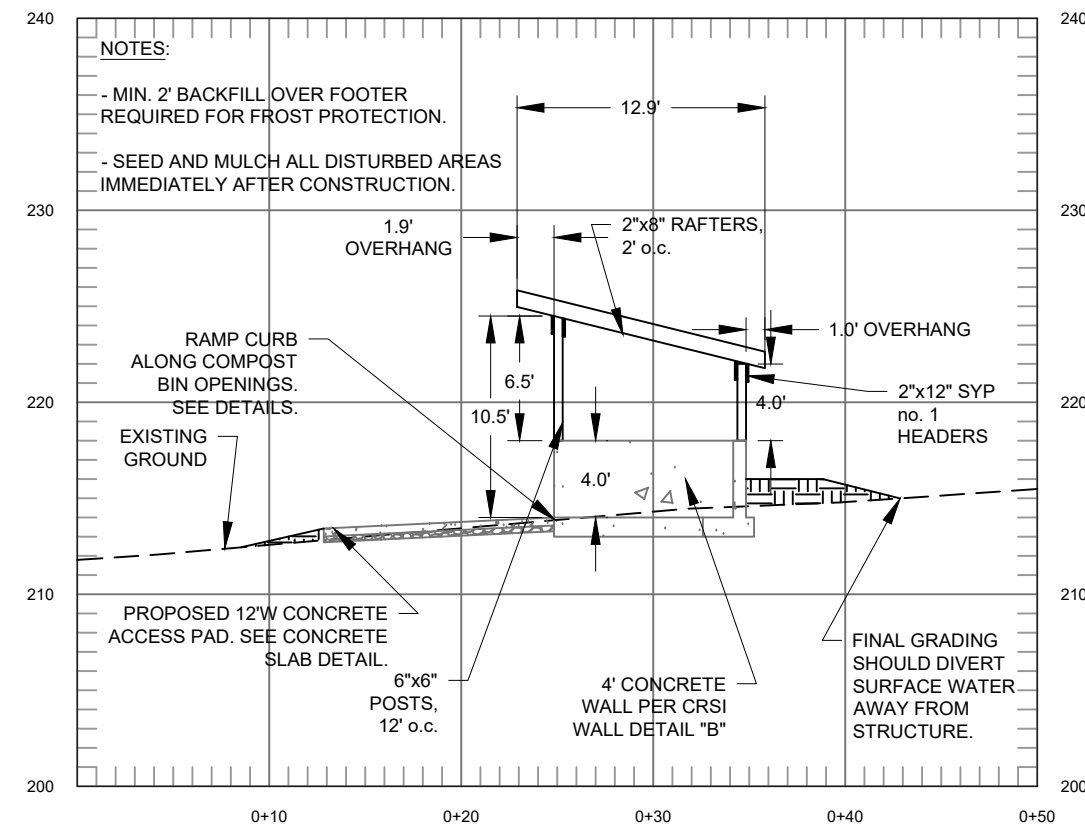 240
240
NOTES:
- MIN. 2' BACKFILL OVER FOOTER
REQUIRED FOR FROST PROTECTION.
- SEED AND MULCH ALL DISTURBED AREAS
IMMEDIATELY AFTER CONSTRUCTION.
12.9'
230
230
1.9'
OVERHANG
2"x8" RAFTERS,
2' o.c.
RAMP CURB
ALONG COMPOST
BIN OPENINGS.
SEE DETAILS.
1.0' OVERHANG
6.5'
10.5'
4.0'
2"x12" SYP
no. 1
HEADERS
220
220
EXISTING
GROUND
4.0'
210
210
PROPOSED 12'W CONCRETE
ACCESS PAD. SEE CONCRETE
SLAB DETAIL.
6"x6"
POSTS,
12' o.c.
4' CONCRETE
WALL PER CRSI
WALL DETAIL "B"
FINAL GRADING
SHOULD DIVERT
SURFACE WATER
AWAY FROM
STRUCTURE.
200
200
0+10
0+20
0+30
0+40
0+50